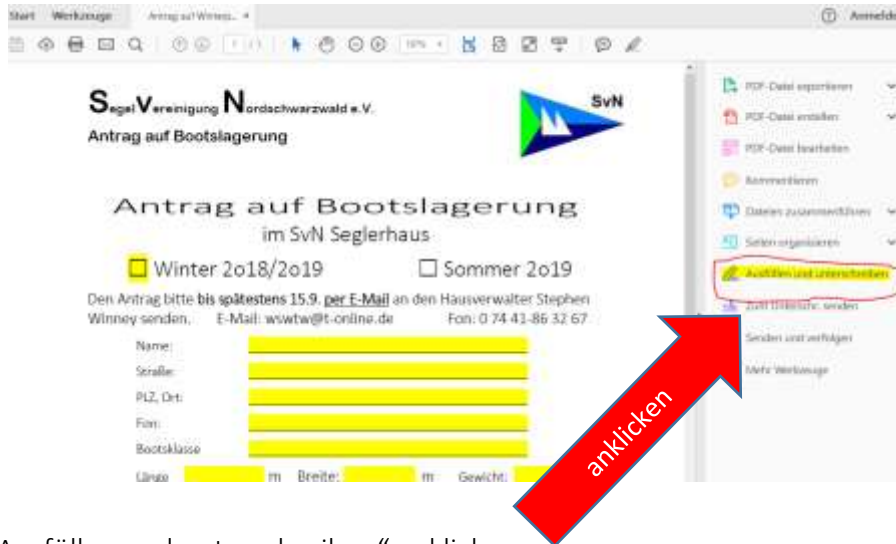 Start Werkzeuge Antrag auf Winterl... ×
Anmelden
SegelVereinigung Nordschwarzwald e.V.
SvN
Antrag auf Bootslagerung
Antrag auf Bootslagerung
im SvN Seglerhaus
Winter 2o18/2o19 Sommer 2o19
Den Antrag bitte bis spätestens 15.9. per E-Mail an den Hausverwalter Stephen
Winney senden. E-Mail: wswtw@t-online.de Fon: 0 74 41-86 32 67
Name:
Straße:
PLZ, Ort:
Fon:
Bootsklasse
Länge m Breite: m Gewicht:
PDF-Datei exportieren
PDF-Datei erstellen
PDF-Datei bearbeiten
Kommentieren
Dateien zusammenführen
Seiten organisieren
Ausfüllen und unterschreiben
Zum Unterschr. senden
Senden und verfolgen
Mehr Werkzeuge
anklicken